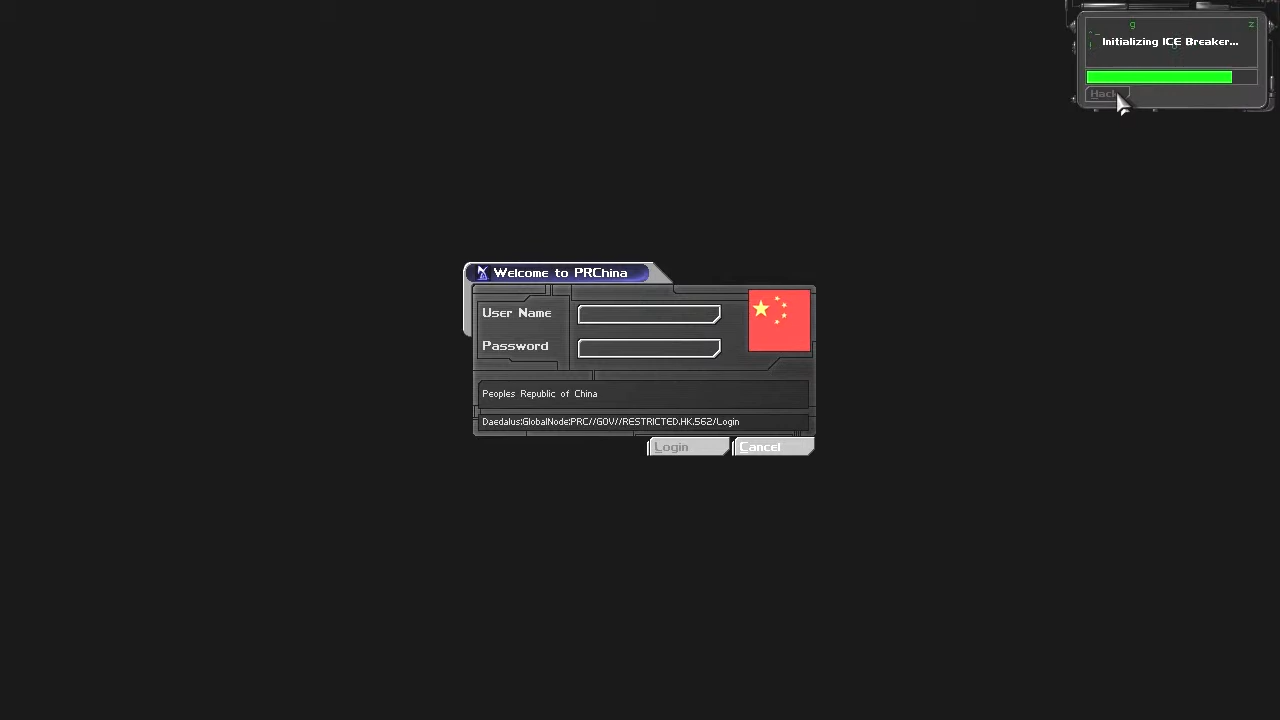 Initializing ICE Breaker...
Hack
Welcome to PRChina
User Name
Password
Peoples Republic of China
Daedalus:GlobalNode:PRC//GOV//RESTRICTED.HK.562/Login
Login
Cancel